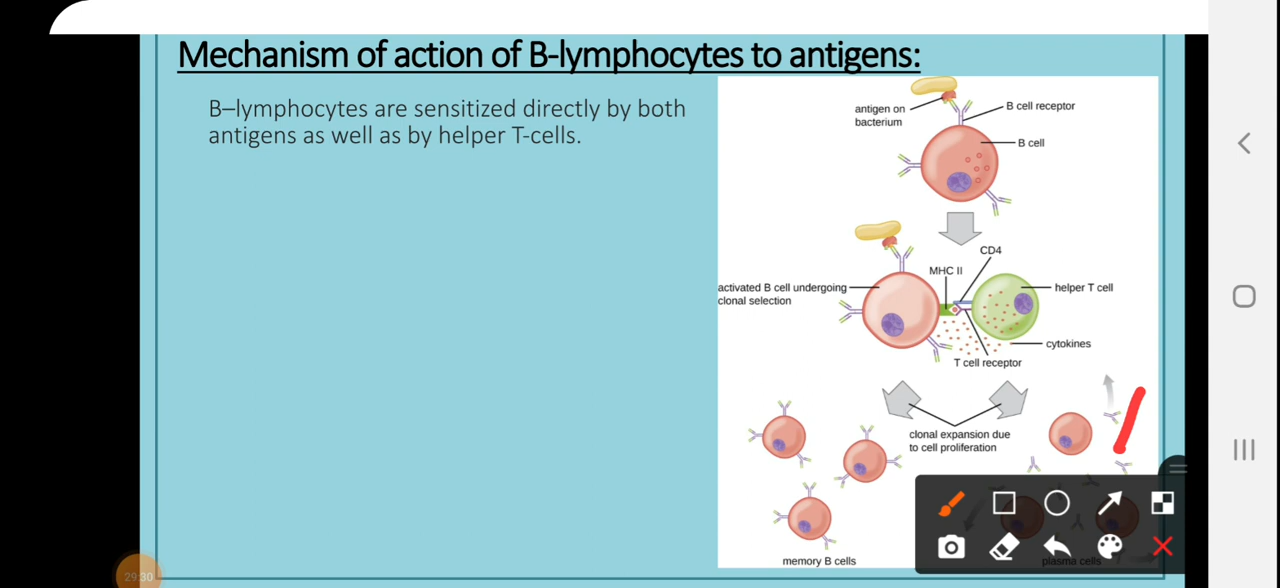 Mechanism of action of B-lymphocytes to antigens:
B–lymphocytes are sensitized directly by both
antigens as well as by helper T-cells.
antigen on
bacterium
B cell receptor
B cell
CD4
MHC II
activated B cell undergoing
clonal selection
helper T cell
cytokines
T cell receptor
clonal expansion due
to cell proliferation
memory B cells
plasma cells
29:30